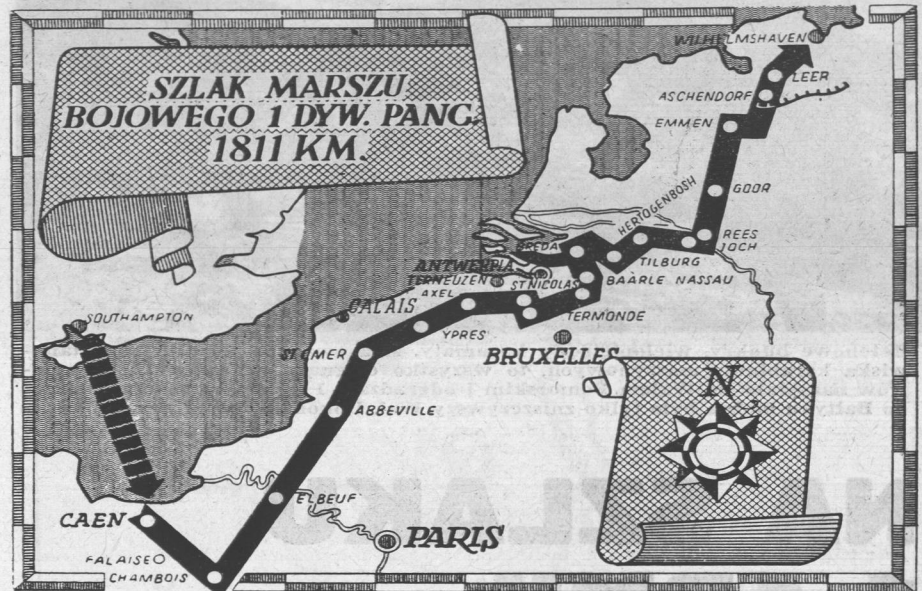 SZLAK MARSZU
BOJOWEGO 1 DYW. PANC.
1811 KM.
WILHELMSHAVEN
LEER
ASCHENDORF
EMMEN
GOOR
HERTOGENBOSH
REES
JOCH
BREDA
TILBURG
ANTWERPIA
TERNEUZEN
ST NICOLAS
BAARLE NASSAU
AXEL
CALAIS
TERMONDE
SOUTHAMPTON
YPRES
ST OMER
BRUXELLES
N
ABBEVILLE
ELBEUF
CAEN
PARIS
FALAISE
CHAMBOIS